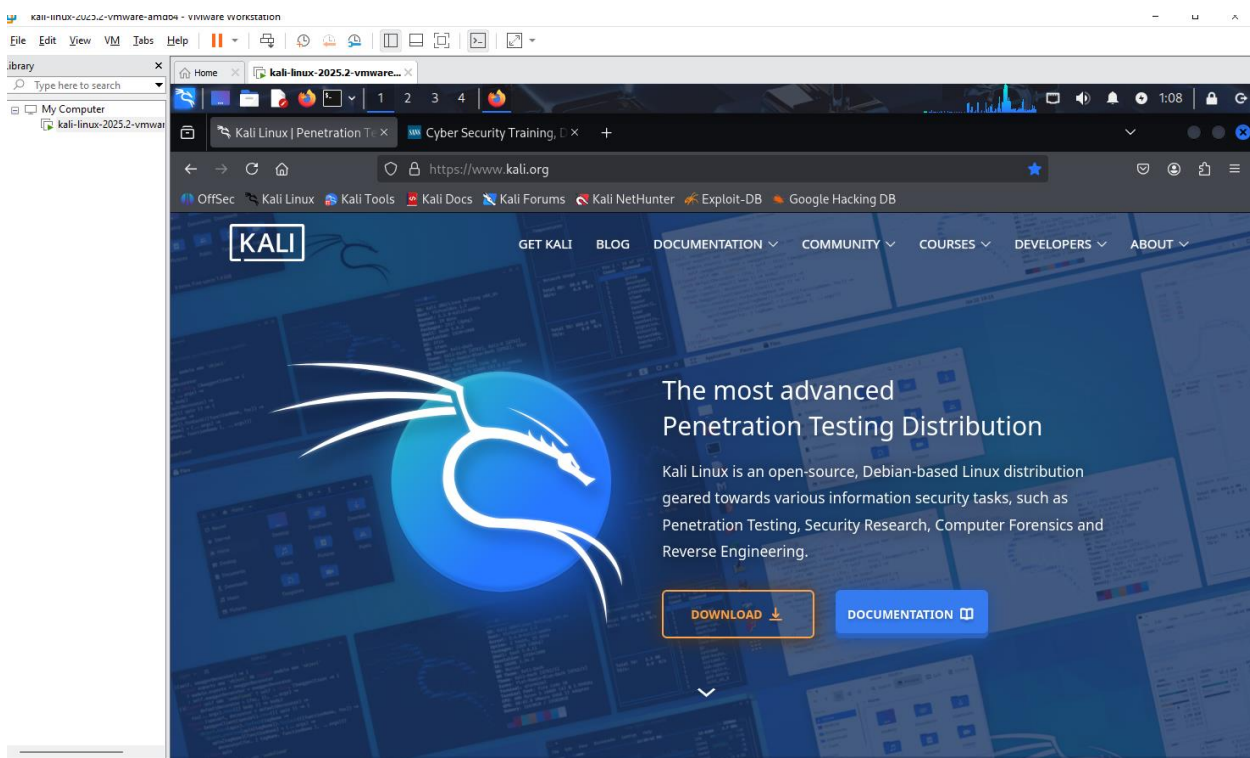 kali-linux-2025.2-vmware-amd64 - VMware Workstation
File Edit View VM Tabs Help
Library
Type here to search
My Computer
kali-linux-2025.2-vmwar
Home
kali-linux-2025.2-vmware...
1 2 3 4
1:08
Kali Linux | Penetration Te
Cyber Security Training, D
https://www.kali.org
OffSec Kali Linux Kali Tools Kali Docs Kali Forums Kali NetHunter Exploit-DB Google Hacking DB
KALI
GET KALI BLOG DOCUMENTATION COMMUNITY COURSES DEVELOPERS ABOUT
The most advanced
Penetration Testing Distribution
Kali Linux is an open-source, Debian-based Linux distribution
geared towards various information security tasks, such as
Penetration Testing, Security Research, Computer Forensics and
Reverse Engineering.
DOWNLOAD
DOCUMENTATION